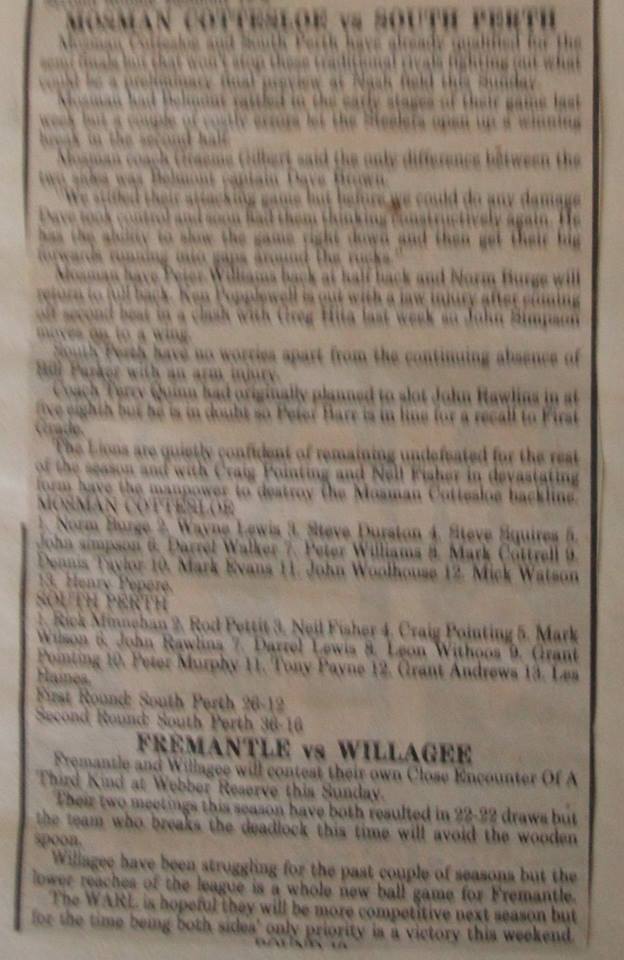 MOSMAN COTTESLOE vs SOUTH PERTH
Mosman Cottesloe and South Perth have already qualified for the
semi finals but that won't stop these traditional rivals fighting out what
could be a preliminary final preview at Nash field this Sunday.
Mosman had Belmont rattled in the early stages of their game last
week but a couple of costly errors let the Steelers open up a winning
break in the second half.
Mosman coach Graeme Gilbert said the only difference between the
two sides was Belmont captain Dave Brown.
"We stifled their attacking game but before we could do any damage
Dave took control and soon had them thinking constructively again. He
has the ability to slow the game right down and then get their big
forwards running into gaps around the rucks."
Mosman have Peter Williams back at half back and Norm Burge will
return to full back. Ken Popplewell is out with a jaw injury after coming
off second best in a clash with Greg Hita last week so John Simpson
moves on to a wing.
South Perth have no worries apart from the continuing absence of
Bill Parker with an arm injury.
Coach Terry Quinn had originally planned to slot John Rawlins in at
five eighth but he is in doubt so Peter Barr is in line for a recall to First
Grade.
The Lions are quietly confident of remaining undefeated for the rest
of the season and with Craig Pointing and Neil Fisher in devastating
form have the manpower to destroy the Mosman Cottesloe backline.
MOSMAN COTTESLOE
1. Norm Burge 2. Wayne Lewis 3. Steve Durston 4. Steve Squires 5.
John simpson 6. Darrel Walker 7. Peter Williams 8. Mark Cottrell 9.
Dennis Taylor 10. Mark Evans 11. John Woolhouse 12. Mick Watson
13. Henry Pepere.
SOUTH PERTH
1. Rick Minnehan 2. Rod Pettit 3. Neil Fisher 4. Craig Pointing 5. Mark
Wilson 6. John Rawlins 7. Darrel Lewis 8. Leon Withoos 9. Grant
Pointing 10. Peter Murphy 11. Tony Payne 12. Grant Andrews 13. Les
Haines.
First Round: South Perth 26-12
Second Round: South Perth 36-16
FREMANTLE vs WILLAGEE
Fremantle and Willagee will contest their own Close Encounter Of A
Third Kind at Webber Reserve this Sunday.
Their two meetings this season have both resulted in 22-22 draws but
the team who breaks the deadlock this time will avoid the wooden
spoon.
Willagee have been struggling for the past couple of seasons but the
lower reaches of the league is a whole new ball game for Fremantle.
The WARL is hopeful they will be more competitive next season but
for the time being both sides' only priority is a victory this weekend.